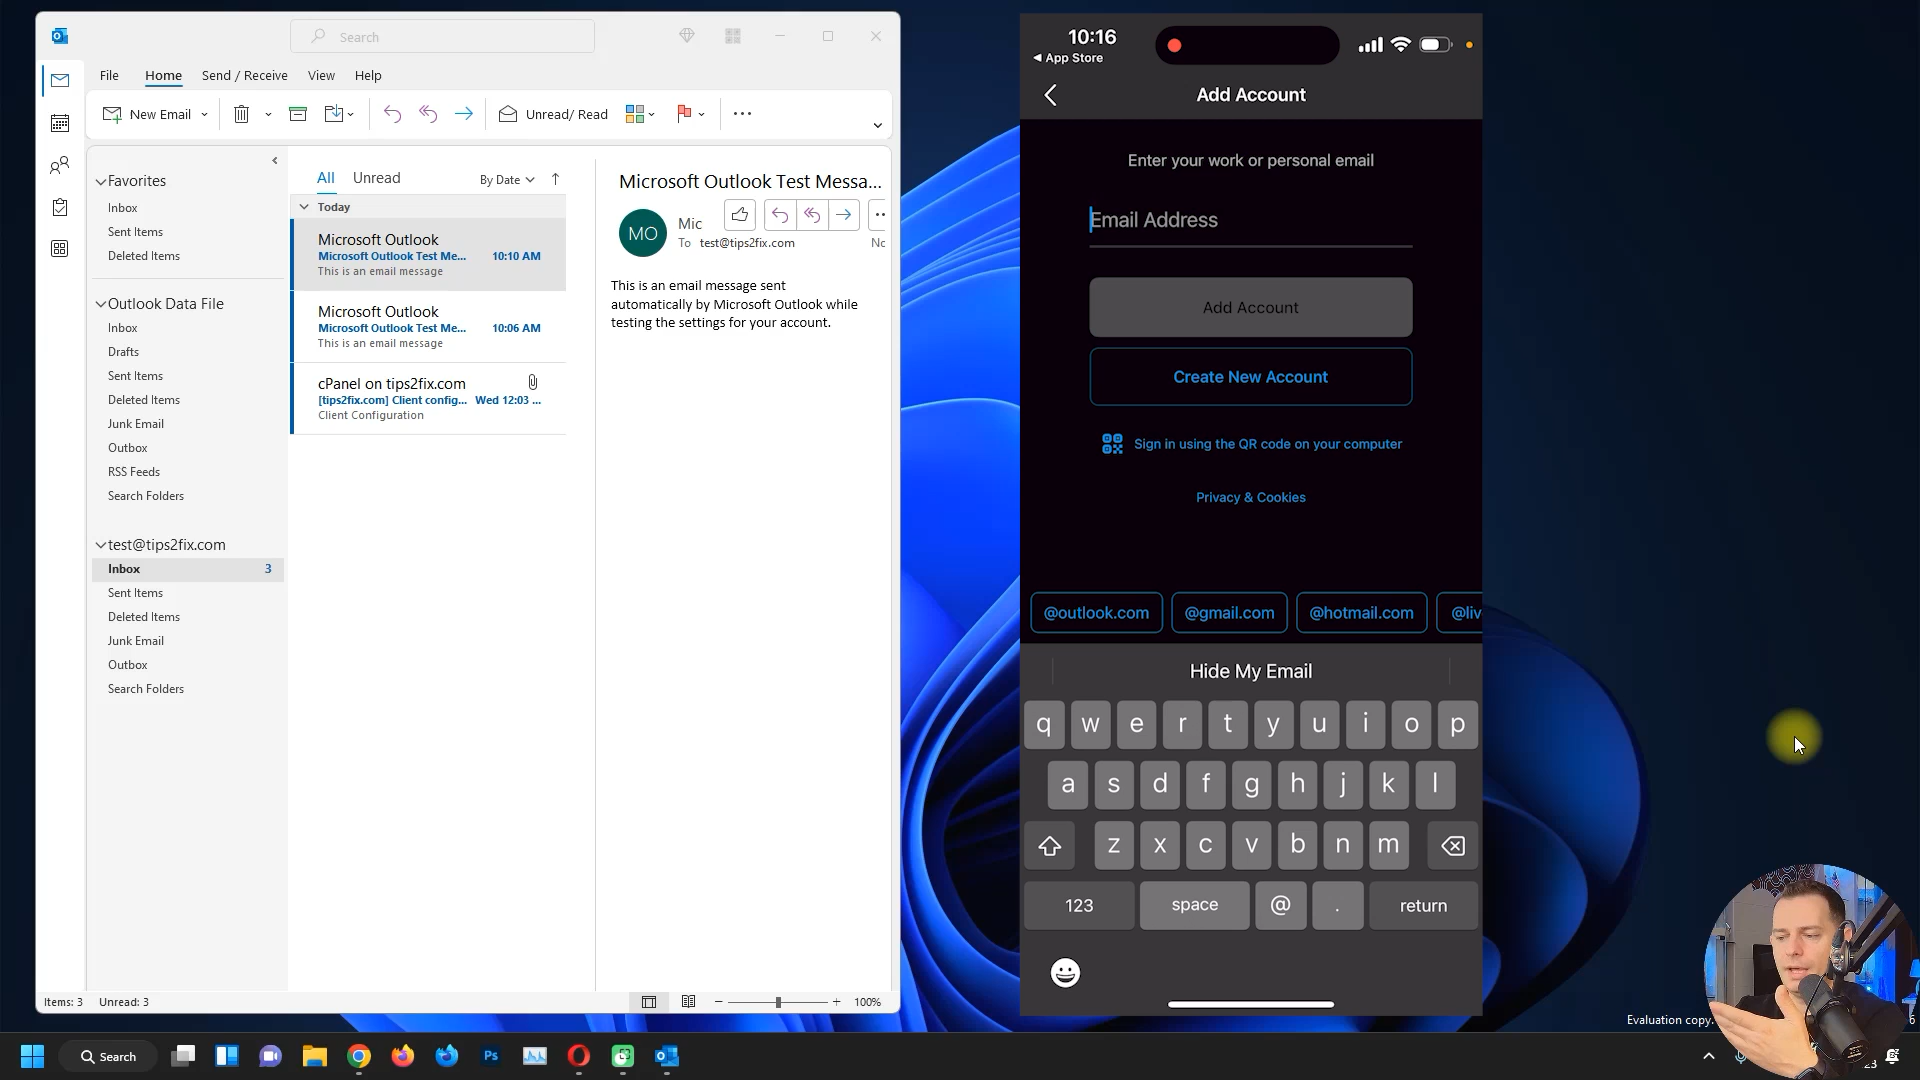 Search
File
Home
Send / Receive
View
Help
New Email
Unread/ Read
Favorites
Inbox
Sent Items
Deleted Items
Outlook Data File
Inbox
Drafts
Sent Items
Deleted Items
Junk Email
Outbox
RSS Feeds
Search Folders
test@tips2fix.com
Inbox 3
Sent Items
Deleted Items
Junk Email
Outbox
Search Folders
All Unread By Date
Today
Microsoft Outlook
Microsoft Outlook Test Me... 10:10 AM
This is an email message
Microsoft Outlook
Microsoft Outlook Test Me... 10:06 AM
This is an email message
cPanel on tips2fix.com
[tips2fix.com] Client config... Wed 12:03 ...
Client Configuration
Microsoft Outlook Test Messa...
MO
Mic
To test@tips2fix.com
This is an email message sent
automatically by Microsoft Outlook while
testing the settings for your account.
Items: 3 Unread: 3
100%
10:16
App Store
Add Account
Enter your work or personal email
Email Address
Add Account
Create New Account
Sign in using the QR code on your computer
Privacy & Cookies
@outlook.com @gmail.com @hotmail.com @liv
Hide My Email
q w e r t y u i o p
a s d f g h j k l
z x c v b n m
123 space @ . return
Evaluation copy.
Search
Ps